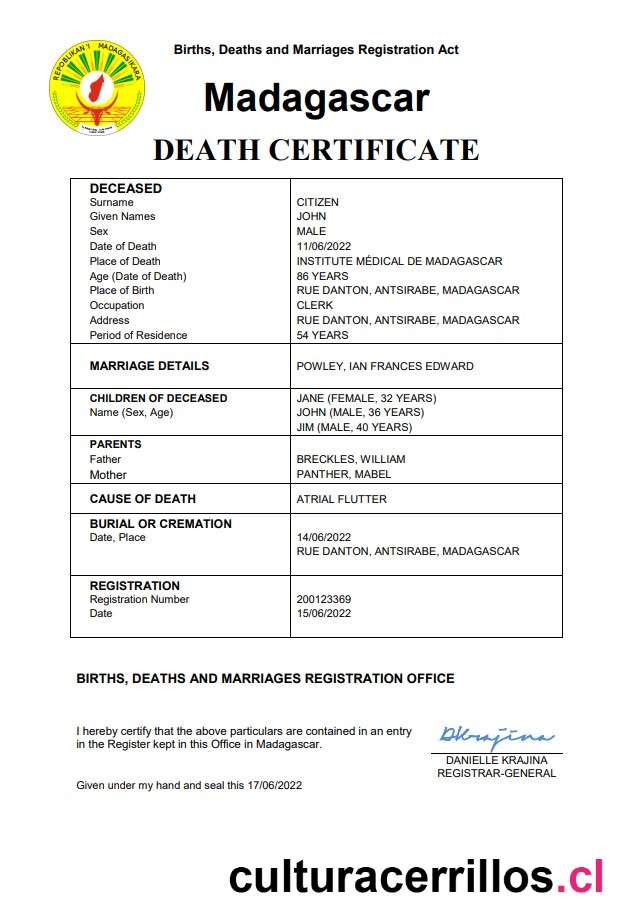 REPOBLIKAN'I MADAGASIKARA
Births, Deaths and Marriages Registration Act
Madagascar
DEATH CERTIFICATE
DECEASED
Surname CITIZEN
Given Names JOHN
Sex MALE
Date of Death 11/06/2022
Place of Death INSTITUTE MÉDICAL DE MADAGASCAR
Age (Date of Death) 86 YEARS
Place of Birth RUE DANTON, ANTSIRABE, MADAGASCAR
Occupation CLERK
Address RUE DANTON, ANTSIRABE, MADAGASCAR
Period of Residence 54 YEARS
MARRIAGE DETAILS POWLEY, IAN FRANCES EDWARD
CHILDREN OF DECEASED JANE (FEMALE, 32 YEARS)
Name (Sex, Age) JOHN (MALE, 36 YEARS)
JIM (MALE, 40 YEARS)
PARENTS
Father BRECKLES, WILLIAM
Mother PANTHER, MABEL
CAUSE OF DEATH ATRIAL FLUTTER
BURIAL OR CREMATION
Date, Place 14/06/2022
RUE DANTON, ANTSIRABE, MADAGASCAR
REGISTRATION
Registration Number 200123369
Date 15/06/2022
BIRTHS, DEATHS AND MARRIAGES REGISTRATION OFFICE
I hereby certify that the above particulars are contained in an entry
in the Register kept in this Office in Madagascar.
DKrajina
DANIELLE KRAJINA
REGISTRAR-GENERAL
Given under my hand and seal this 17/06/2022
culturacerrillos.cl